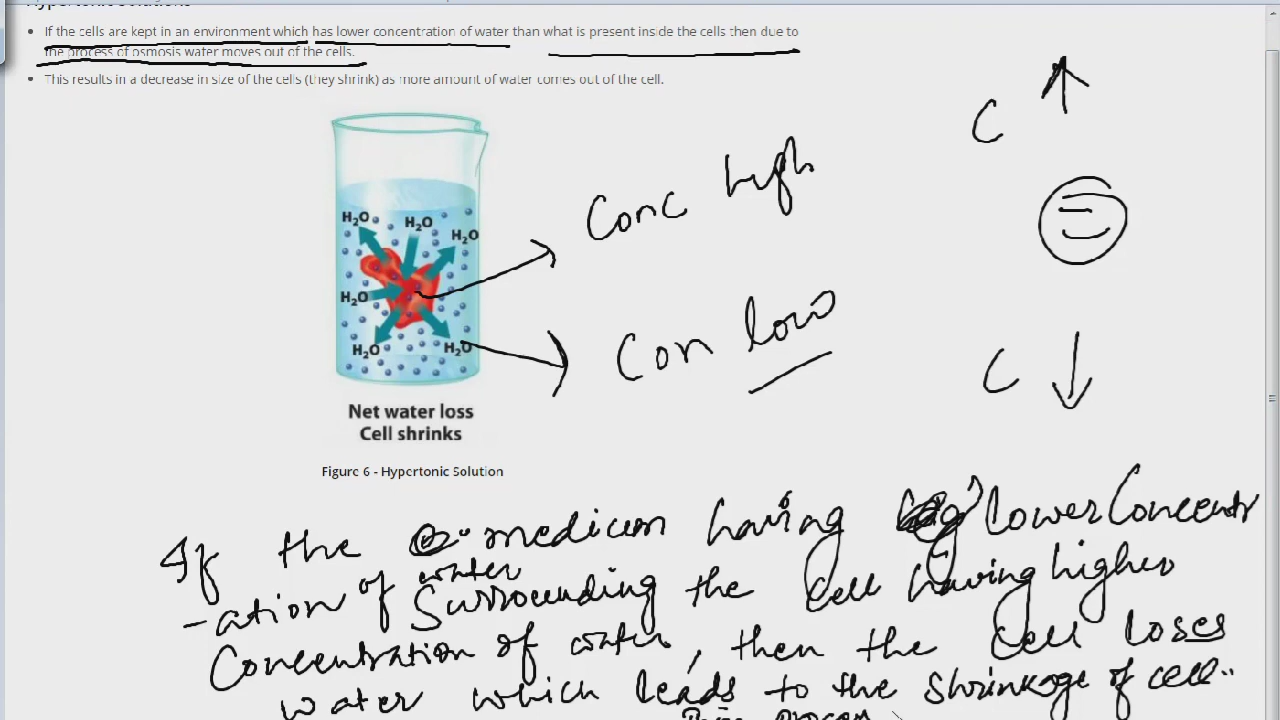 Hypertonic Solutions
If the cells are kept in an environment which has lower concentration of water than what is present inside the cells then due to
the process of osmosis water moves out of the cells.
This results in a decrease in size of the cells (they shrink) as more amount of water comes out of the cell.
C ↑
Conc high
H₂O H₂O H₂O
H₂O
H₂O H₂O
Con low
C ↓
Net water loss
Cell shrinks
Figure 6 - Hypertonic Solution
If the medium having lower Concentr
-ation of water Surrounding the cell having higher
Concentration of water, then the cell loses
water which leads to the shrinkage of cell..